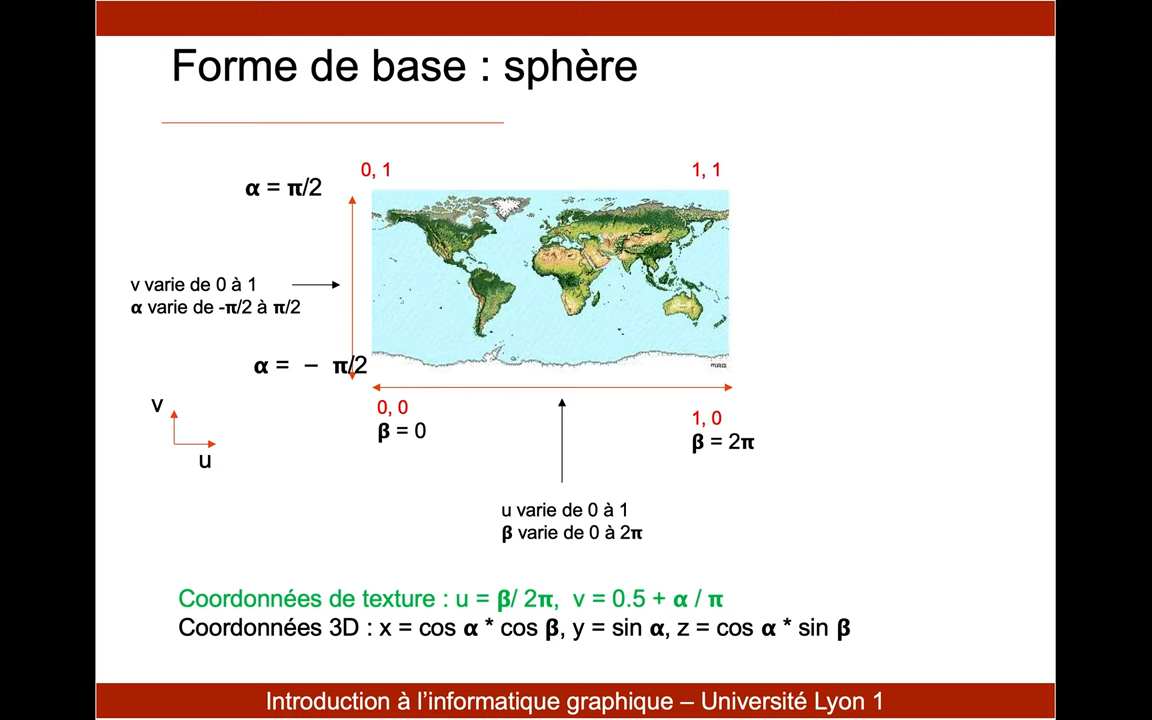 Forme de base : sphère
0, 1
1, 1
α = π/2
v varie de 0 à 1
α varie de -π/2 à π/2
α = – π/2
0, 0
β = 0
1, 0
β = 2π
v
u
u varie de 0 à 1
β varie de 0 à 2π
Coordonnées de texture : u = β/ 2π, v = 0.5 + α / π
Coordonnées 3D : x = cos α * cos β, y = sin α, z = cos α * sin β
Introduction à l’informatique graphique – Université Lyon 1